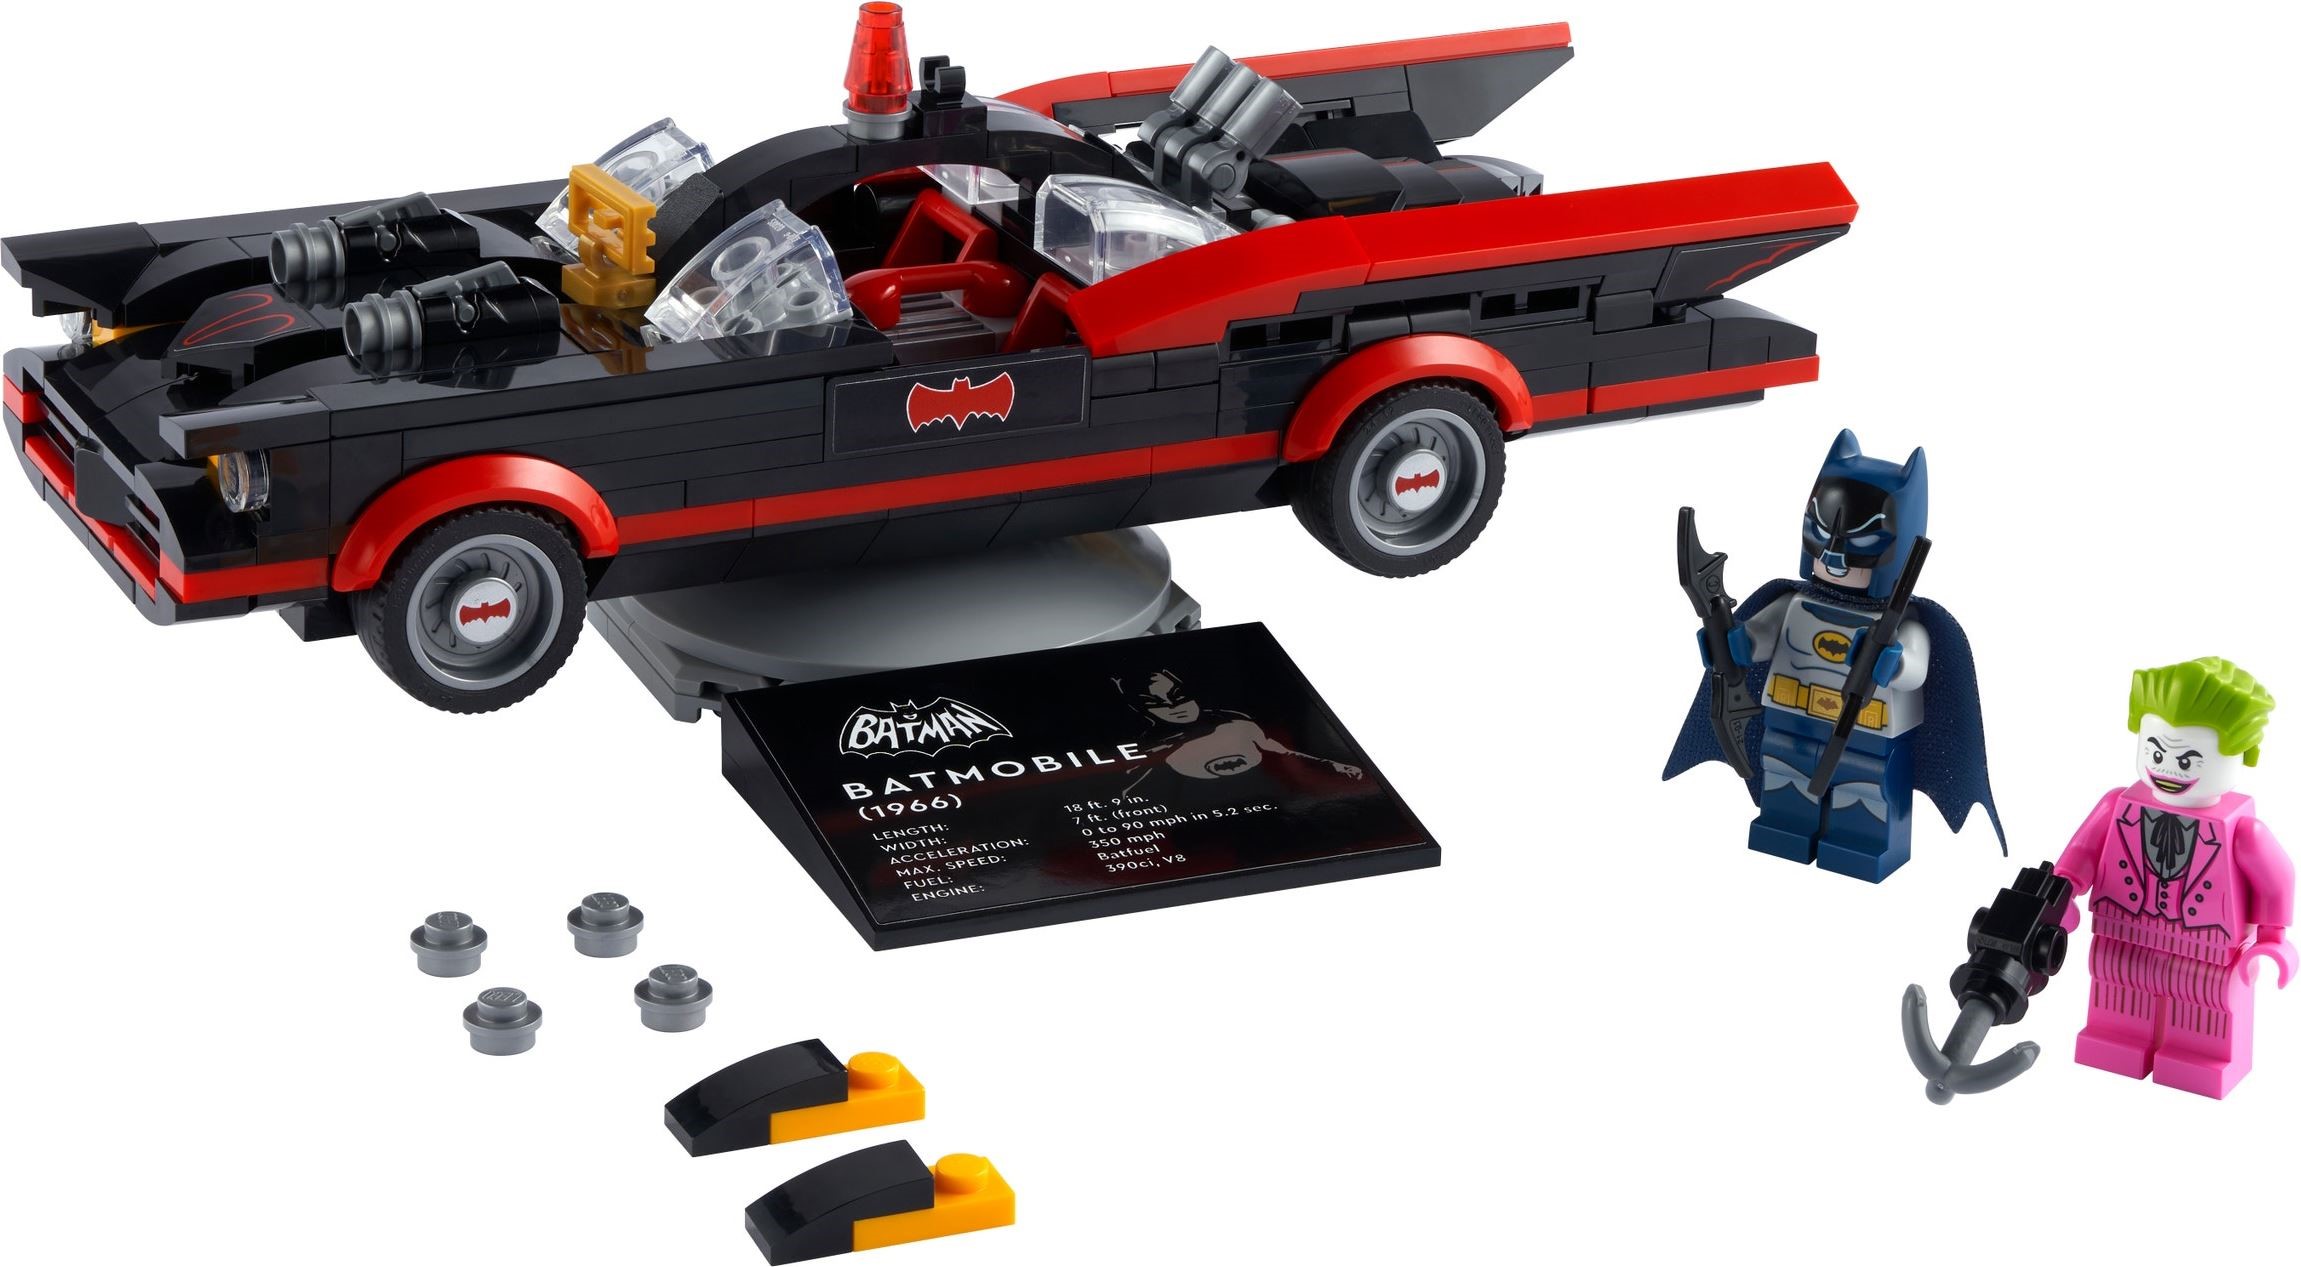 BATMAN
BATMOBILE
(1966)
LENGTH: 18 ft. 9 in.
WIDTH: 7 ft. (front)
ACCELERATION: 0 to 90 mph in 5.2 sec.
MAX. SPEED: 350 mph
FUEL: Batfuel
ENGINE: 390ci, V8
LEGO